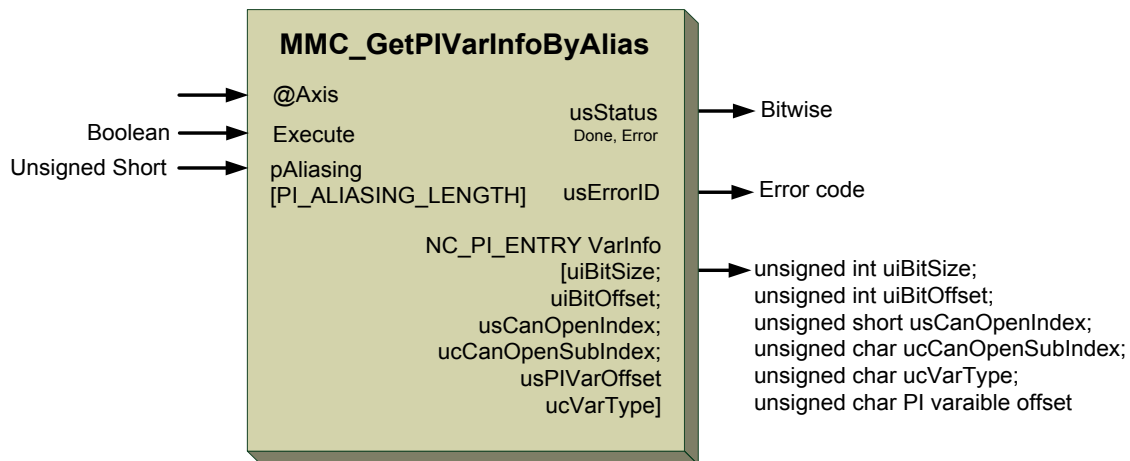 MMC_GetPIVarInfoByAlias
@Axis
usStatus
Done, Error
Bitwise
Boolean
Execute
Unsigned Short
pAliasing
[PI_ALIASING_LENGTH]
usErrorID
Error code
NC_PI_ENTRY VarInfo
[uiBitSize;
uiBitOffset;
usCanOpenIndex;
ucCanOpenSubIndex;
usPIVarOffset
ucVarType]
unsigned int uiBitSize;
unsigned int uiBitOffset;
unsigned short usCanOpenIndex;
unsigned char ucCanOpenSubIndex;
unsigned char ucVarType;
unsigned char PI varaible offset